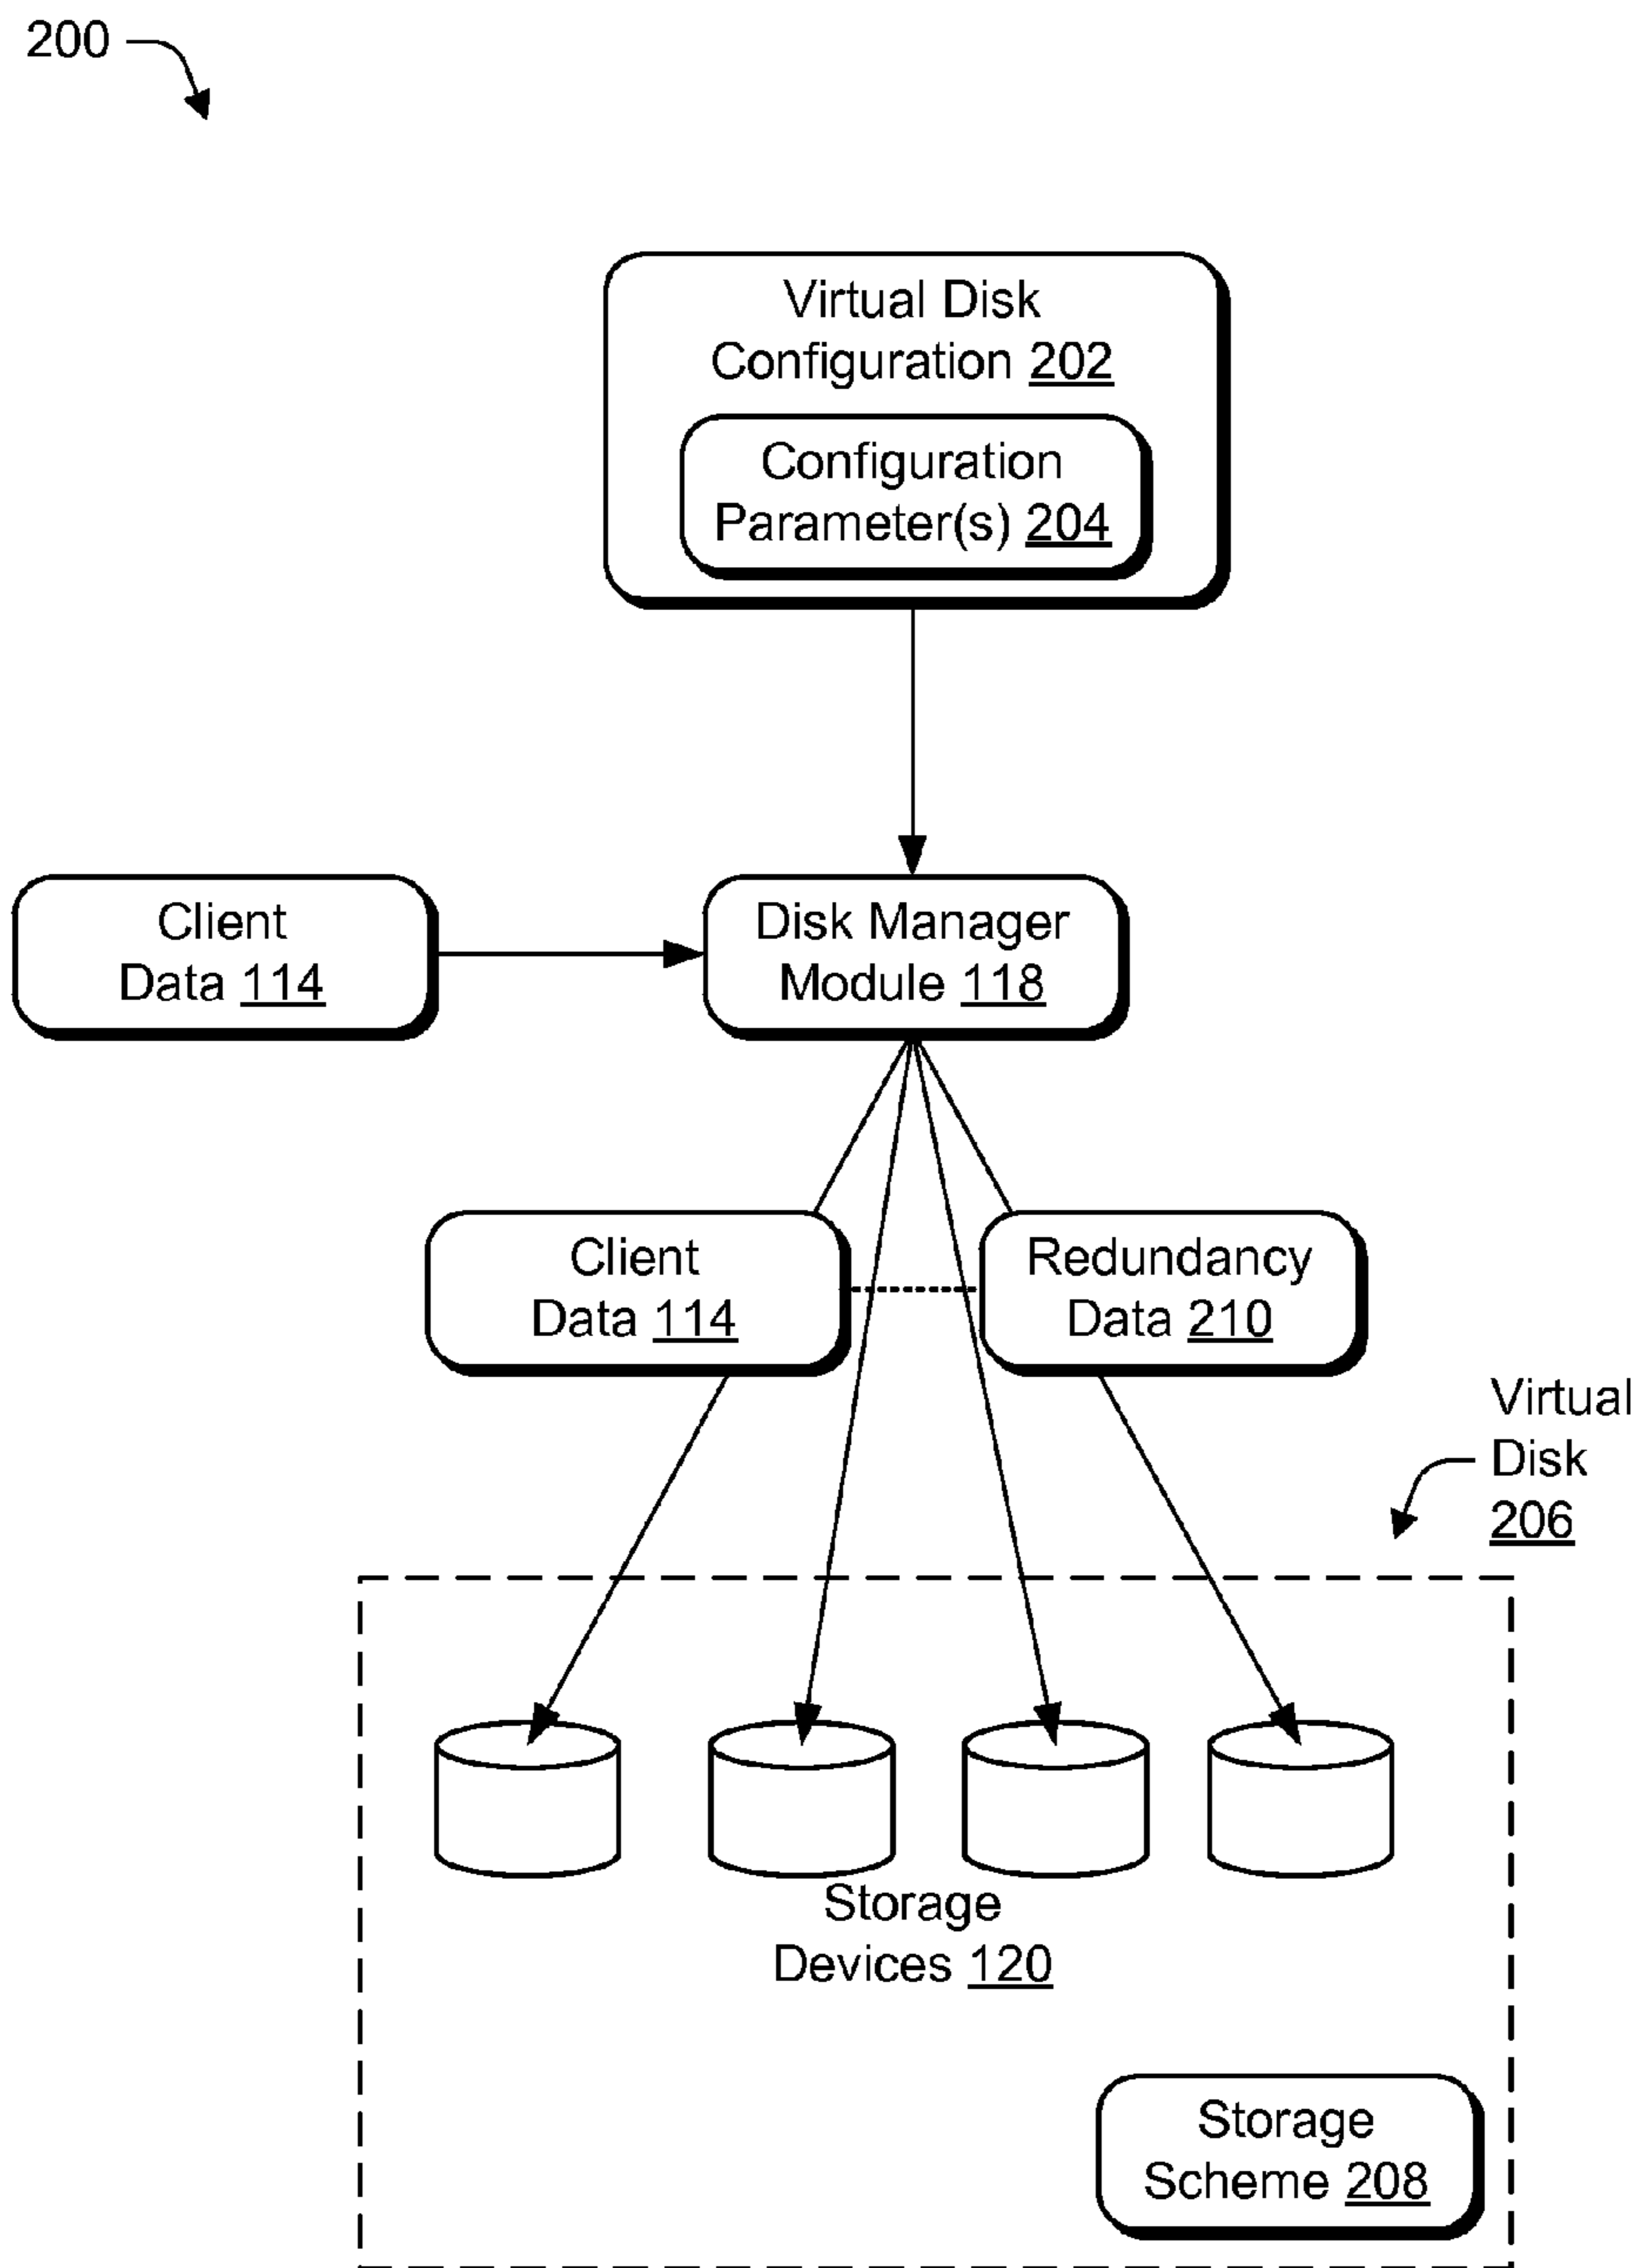 200
Virtual Disk
Configuration 202
Configuration
Parameter(s) 204
Client
Data 114
Disk Manager
Module 118
Client
Data 114
Redundancy
Data 210
Virtual
Disk
206
Storage
Devices 120
Storage
Scheme 208